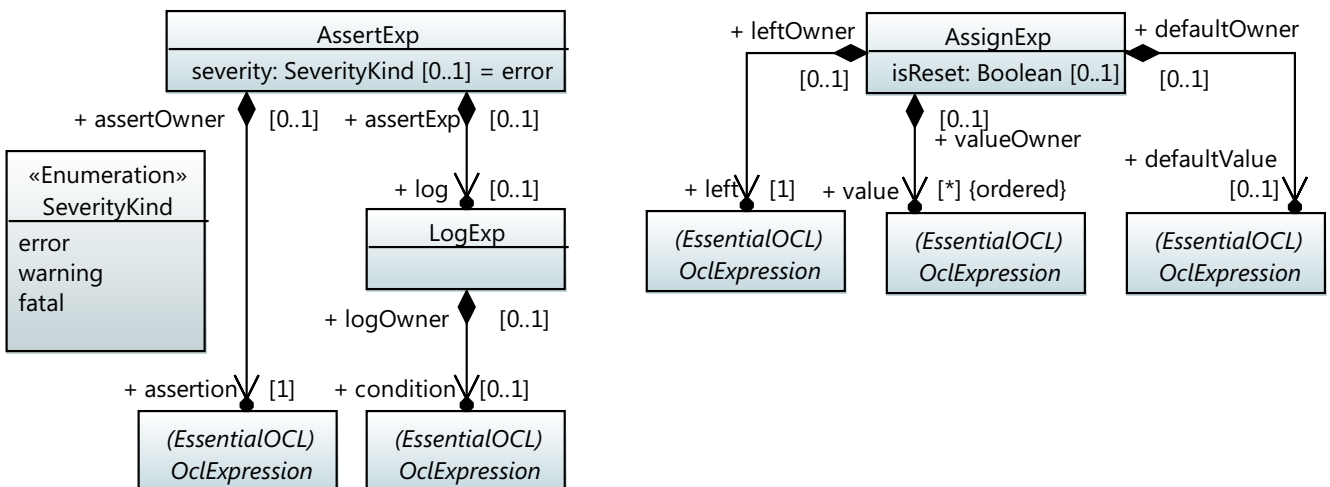 AssertExp
severity: SeverityKind [0..1] = error
+ assertOwner
[0..1]
+ assertExp
[0..1]
«Enumeration»
SeverityKind
error
warning
fatal
+ log
[0..1]
LogExp
+ logOwner
[0..1]
+ assertion
[1]
+ condition
[0..1]
(EssentialOCL)
OclExpression
(EssentialOCL)
OclExpression
+ leftOwner
[0..1]
AssignExp
isReset: Boolean [0..1]
+ defaultOwner
[0..1]
[0..1]
+ valueOwner
+ left
[1]
+ value
[*] {ordered}
+ defaultValue
[0..1]
(EssentialOCL)
OclExpression
(EssentialOCL)
OclExpression
(EssentialOCL)
OclExpression